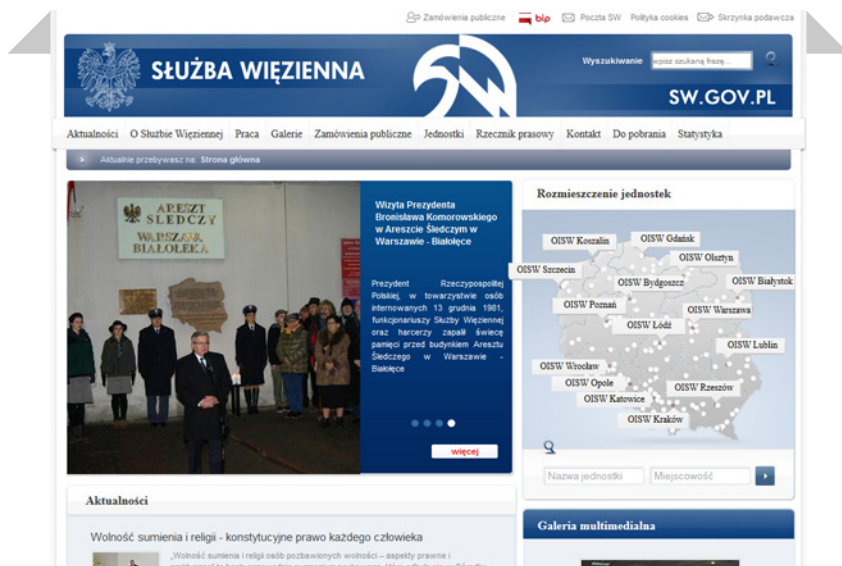 Zamówienia publiczne bip Poczta SW Polityka cookies Skrzynka podawcza
SŁUŻBA WIĘZIENNA
Wyszukiwanie wpisz szukaną frazę...
SW.GOV.PL
Aktualności O Służbie Więziennej Praca Galerie Zamówienia publiczne Jednostki Rzecznik prasowy Kontakt Do pobrania Statystyka
Aktualnie przebywasz na: Strona główna
ARESZT
ŚLEDCZY
WARSZAWA
BIAŁOŁĘKA
Wizyta Prezydenta
Bronisława Komorowskiego
w Areszcie Śledczym w
Warszawie - Białołęce
Prezydent Rzeczypospolitej
Polskiej, w towarzystwie osób
internowanych 13 grudnia 1981,
funkcjonariuszy Służby Więziennej
oraz harcerzy zapalił świecę
pamięci przed budynkiem Aresztu
Śledczego w Warszawie -
Białołęce
więcej
Rozmieszczenie jednostek
OISW Koszalin
OISW Gdańsk
OISW Olsztyn
OISW Szczecin
OISW Bydgoszcz
OISW Białystok
OISW Poznań
OISW Warszawa
OISW Łódź
OISW Lublin
OISW Wrocław
OISW Opole
OISW Rzeszów
OISW Katowice
OISW Kraków
Nazwa jednostki Miejscowość
Aktualności
Wolność sumienia i religii - konstytucyjne prawo każdego człowieka
„Wolność sumienia i religii osób pozbawionych wolności – aspekty prawne i
Galeria multimedialna